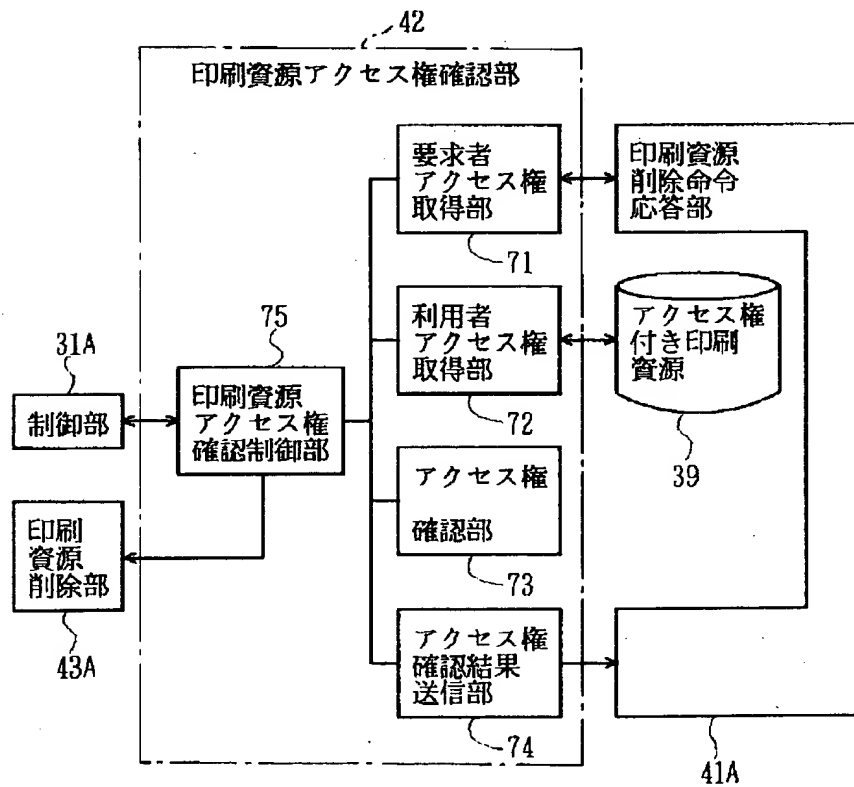 42
印刷資源アクセス権確認部
要求者
アクセス権
取得部
71
印刷資源
削除命令
応答部
利用者
アクセス権
取得部
72
アクセス権
付き印刷
資源
39
75
印刷資源
アクセス権
確認制御部
31A
制御部
アクセス権
確認部
73
印刷
資源
削除部
43A
アクセス権
確認結果
送信部
74
41A